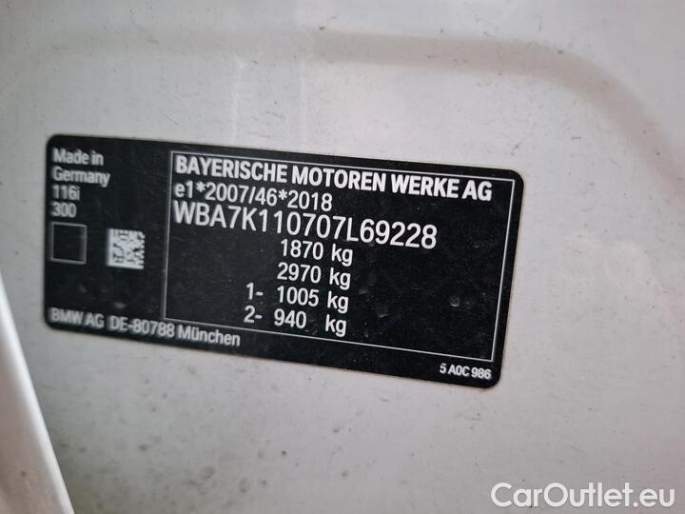 Made in
Germany
116i
300
BAYERISCHE MOTOREN WERKE AG
e1*2007/46*2018
WBA7K110707L69228
1870 kg
2970 kg
1- 1005 kg
2- 940 kg
BMW AG DE-80788 München
5 A0C 986
CarOutlet.eu